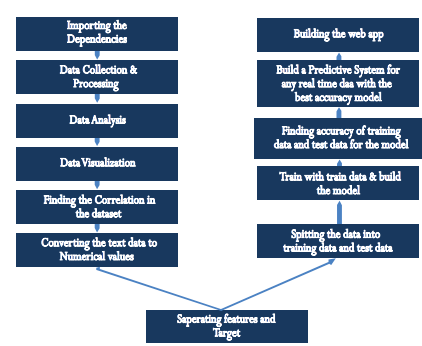 Importing the
Dependencies
Data Collection &
Processing
Data Analysis
Data Visualization
Finding the Correlation in
the dataset
Converting the text data to
Numerical values
Saperating features and
Target
Spitting the data into
training data and test data
Train with train data & build
the model
Finding accuracy of training
data and test data for the model
Build a Predictive System for
any real time daa with the
best accuracy model
Building the web app